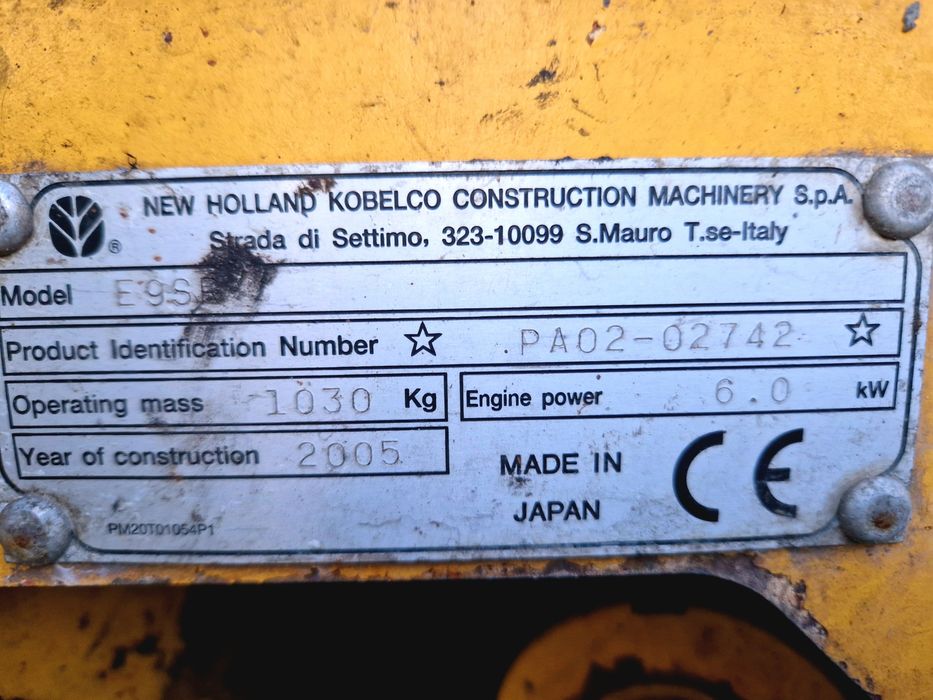 NEW HOLLAND KOBELCO CONSTRUCTION MACHINERY S.p.A.
®
Strada di Settimo, 323-10099 S.Mauro T.se-Italy
Model E9SR
Product Identification Number ☆ PA02-02742 ☆
Operating mass 1030 Kg Engine power 6.0 kW
Year of construction 2005
MADE IN CE
JAPAN
PM20T01054P1